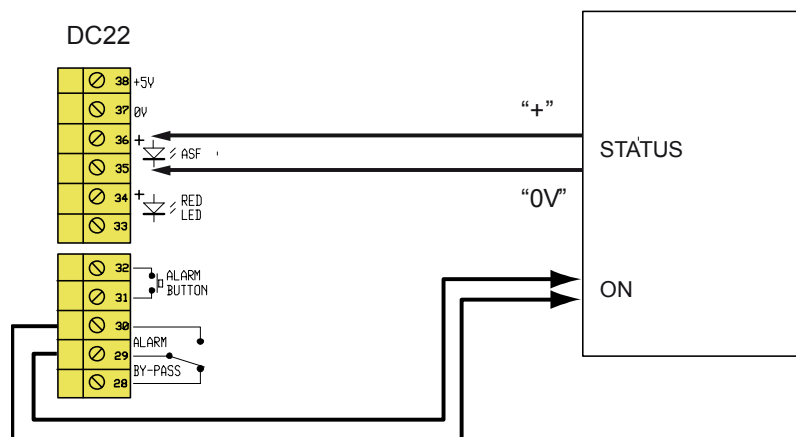 DC22
38 +5V
37 0V
36 +
ASF
35
34 +
RED
LED
33
32
ALARM
BUTTON
31
30
ALARM
29
BY-PASS
28
“+”
“0V”
STATUS
ON